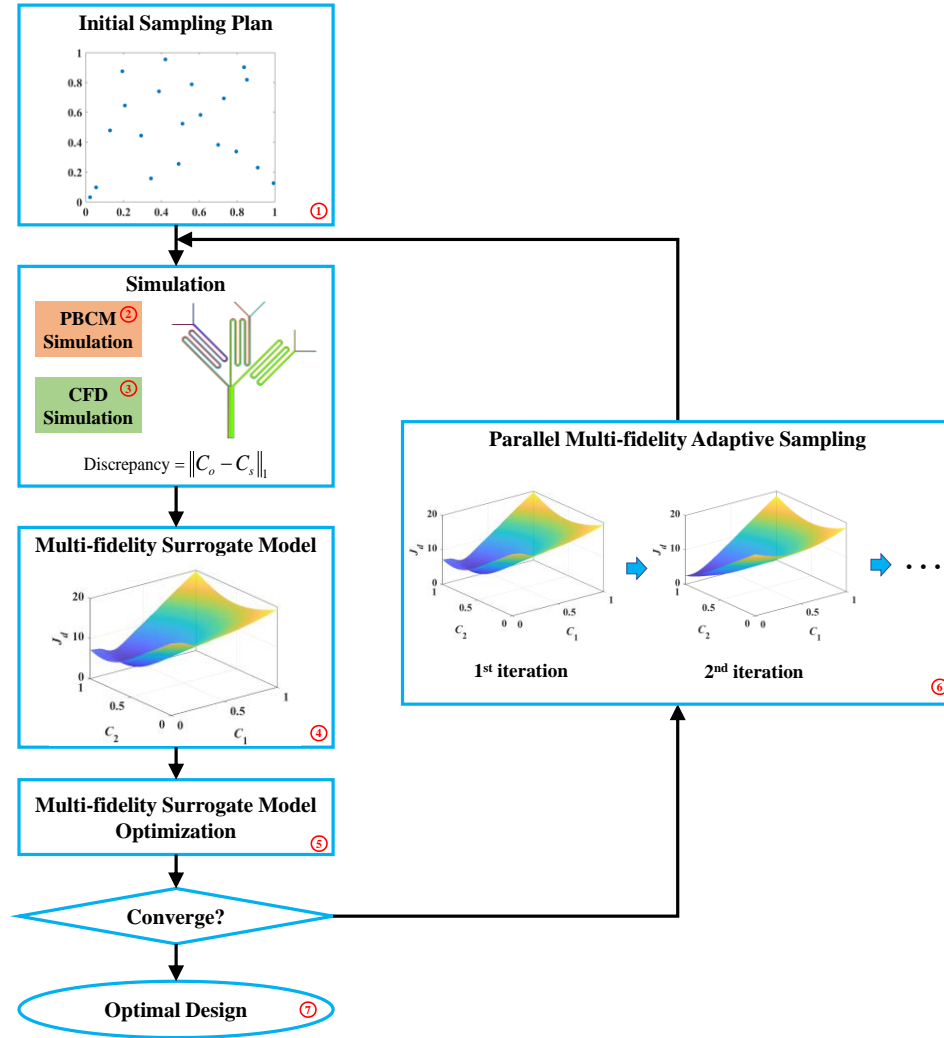 Initial Sampling Plan
1
0.8
0.6
0.4
0.2
0
0.2 0.4 0.6 0.8 1
①
Simulation
PBCM ②
Simulation
CFD ③
Simulation
Discrepancy = ‖C_o − C_s‖_1
Multi-fidelity Surrogate Model
20
10
0
J_d
1
0.5
0
C_2
0
0.5
1
C_1
④
Multi-fidelity Surrogate Model
Optimization
⑤
Converge?
Optimal Design ⑦
Parallel Multi-fidelity Adaptive Sampling
20
10
0
J_d
1
0.5
0
C_2
0
0.5
1
C_1
1st iteration
20
10
0
J_d
1
0.5
0
C_2
0
0.5
1
C_1
2nd iteration
. . . .
⑥